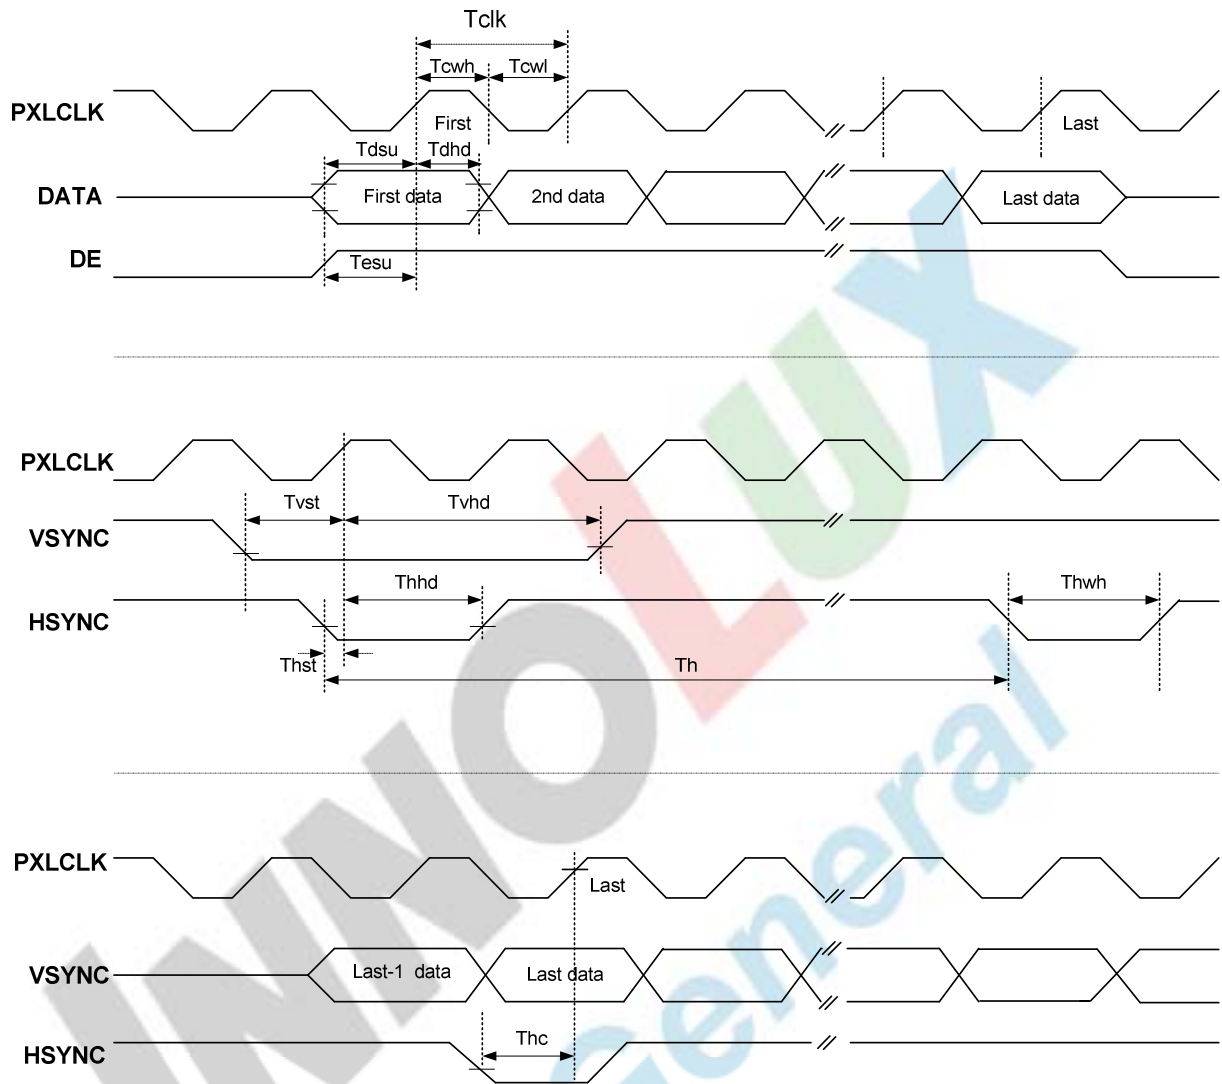 Tclk
Tcwh Tcwl
PXLCLK First Last
Tdsu Tdhd
DATA First data 2nd data Last data
DE
Tesu
PXLCLK
Tvst Tvhd
VSYNC
Thhd Thwh
HSYNC
Thst Th
PXLCLK
Last
VSYNC Last-1 data Last data
Thc
HSYNC
INNOLUX
General